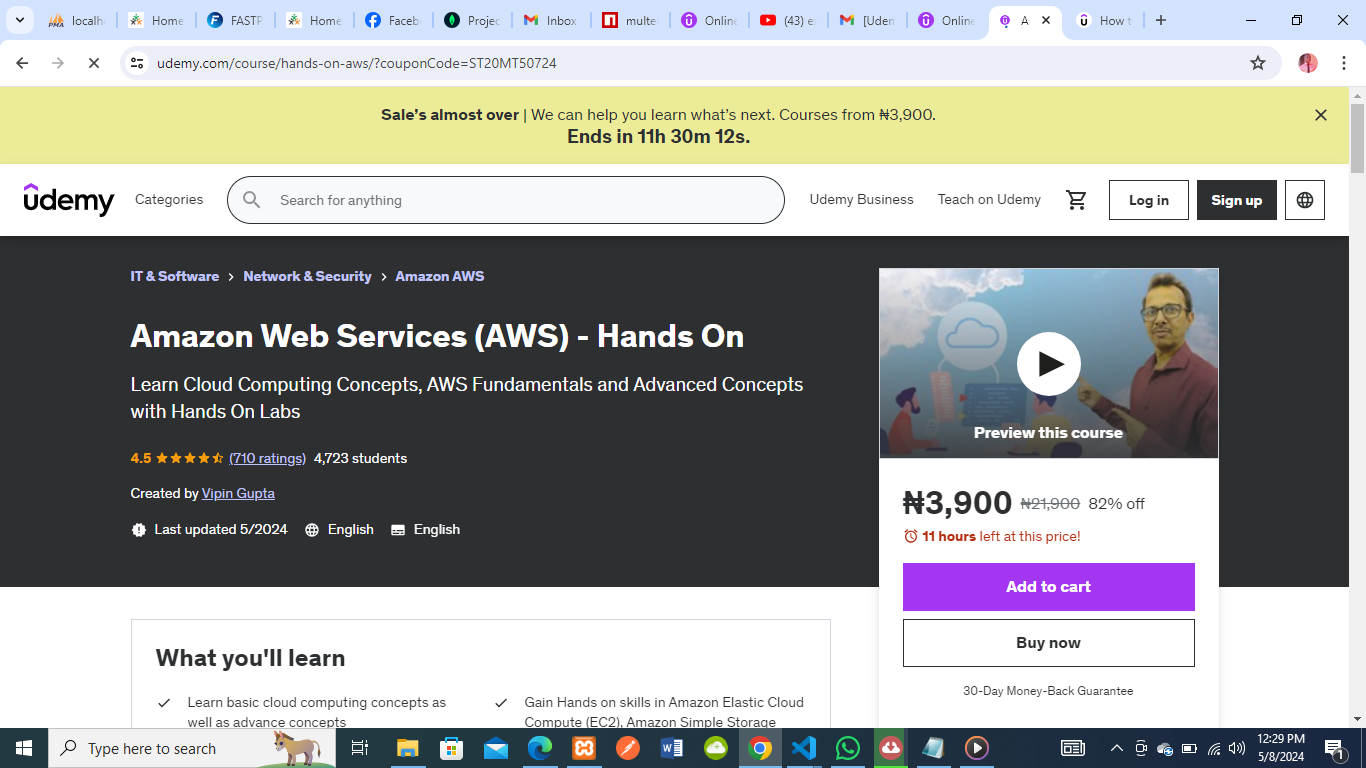 localh
Home
FASTP
Home
Faceb
Projec
Inbox
multe
Online
(43) e
[Uden
Online
A
How t
udemy.com/course/hands-on-aws/?couponCode=ST20MT50724
Sale's almost over | We can help you learn what's next. Courses from ₦3,900.
Ends in 11h 30m 12s.
udemy
Categories
Search for anything
Udemy Business
Teach on Udemy
Log in
Sign up
IT & Software > Network & Security > Amazon AWS
Amazon Web Services (AWS) - Hands On
Learn Cloud Computing Concepts, AWS Fundamentals and Advanced Concepts
with Hands On Labs
4.5 (710 ratings) 4,723 students
Created by Vipin Gupta
Last updated 5/2024 English English
Preview this course
₦3,900 ₦21,900 82% off
11 hours left at this price!
Add to cart
Buy now
30-Day Money-Back Guarantee
What you'll learn
Learn basic cloud computing concepts as
well as advance concepts
Gain Hands on skills in Amazon Elastic Cloud
Compute (EC2), Amazon Simple Storage
Type here to search
12:29 PM
5/8/2024
1